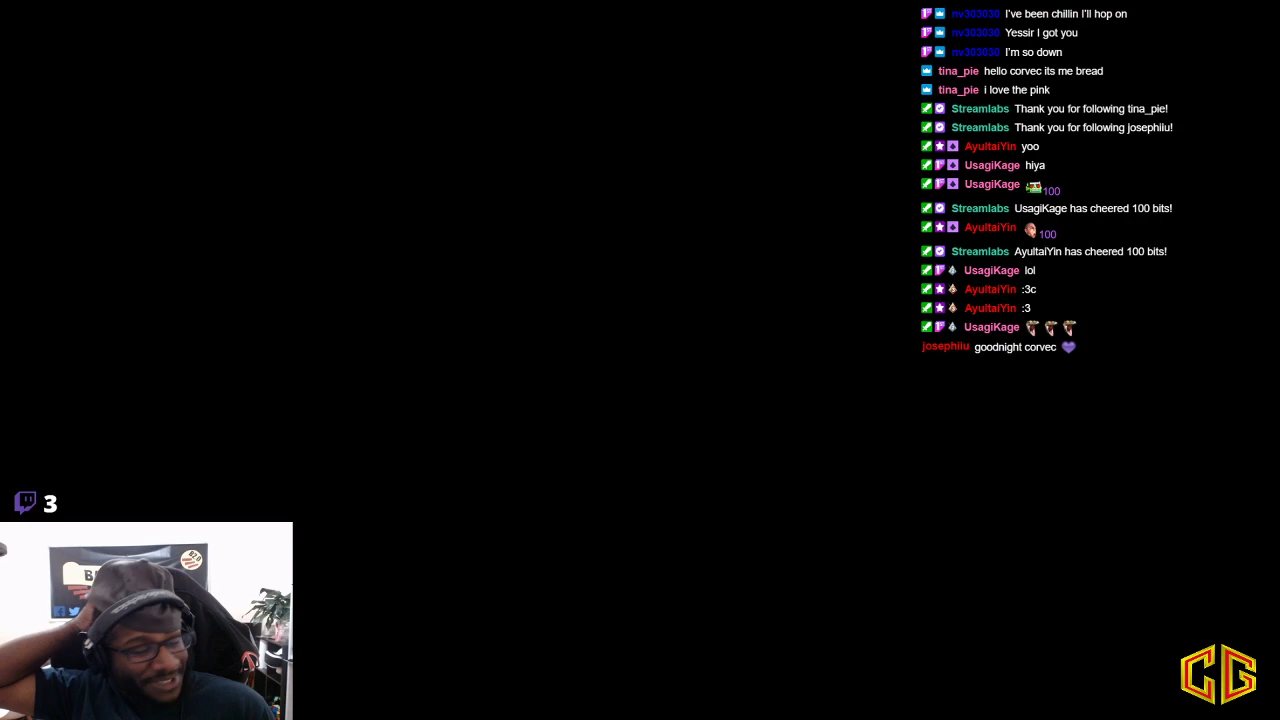 nv303030 I've been chillin I'll hop on
nv303030 Yessir I got you
nv303030 I'm so down
tina_pie hello corvec its me bread
tina_pie i love the pink
Streamlabs Thank you for following tina_pie!
Streamlabs Thank you for following josephiiu!
AyultaiYin yoo
UsagiKage hiya
UsagiKage 100
Streamlabs UsagiKage has cheered 100 bits!
AyultaiYin 100
Streamlabs AyultaiYin has cheered 100 bits!
UsagiKage lol
AyultaiYin :3c
AyultaiYin :3
UsagiKage
josephiiu goodnight corvec
3
CG